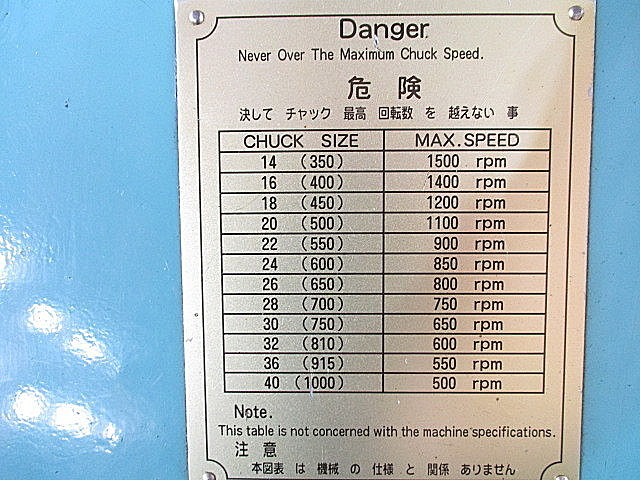 Danger
Never Over The Maximum Chuck Speed.
危 険
決して チャック 最高 回転数 を 越えない 事
CHUCK SIZE MAX.SPEED
14 (350) 1500 rpm
16 (400) 1400 rpm
18 (450) 1200 rpm
20 (500) 1100 rpm
22 (550) 900 rpm
24 (600) 850 rpm
26 (650) 800 rpm
28 (700) 750 rpm
30 (750) 650 rpm
32 (810) 600 rpm
36 (915) 550 rpm
40 (1000) 500 rpm
Note.
This table is not concerned with the machine specifications.
注 意
本図表 は 機械 の 仕様 と 関係 ありません